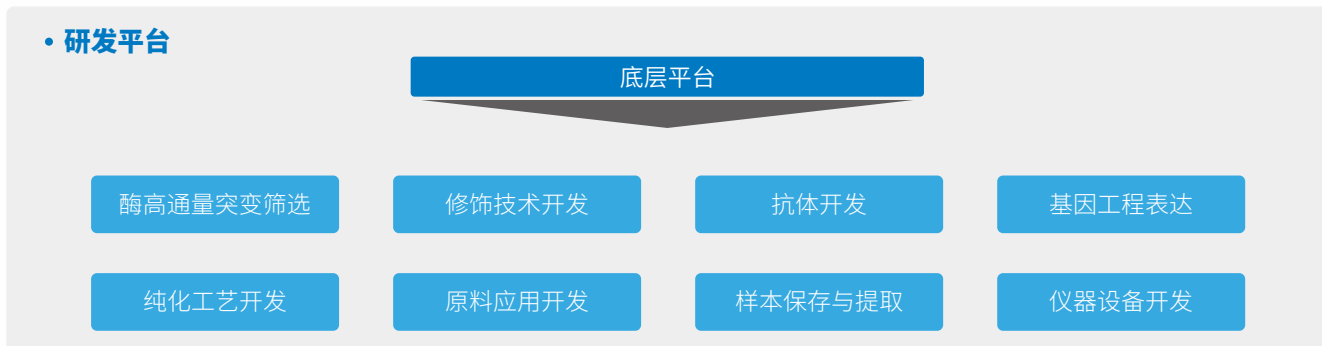 • 研发平台
底层平台
酶高通量突变筛选
修饰技术开发
抗体开发
基因工程表达
纯化工艺开发
原料应用开发
样本保存与提取
仪器设备开发